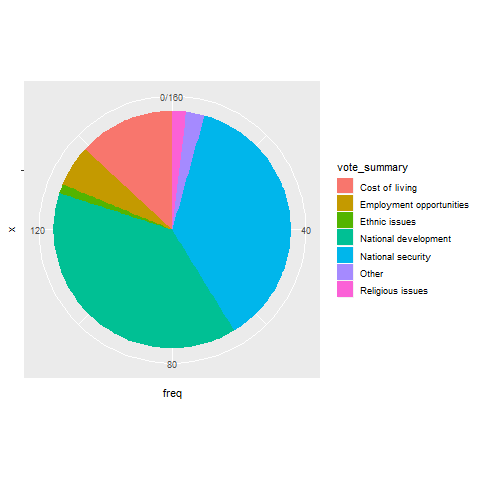 0/160
40
80
120
x
freq
vote_summary
Cost of living
Employment opportunities
Ethnic issues
National development
National security
Other
Religious issues